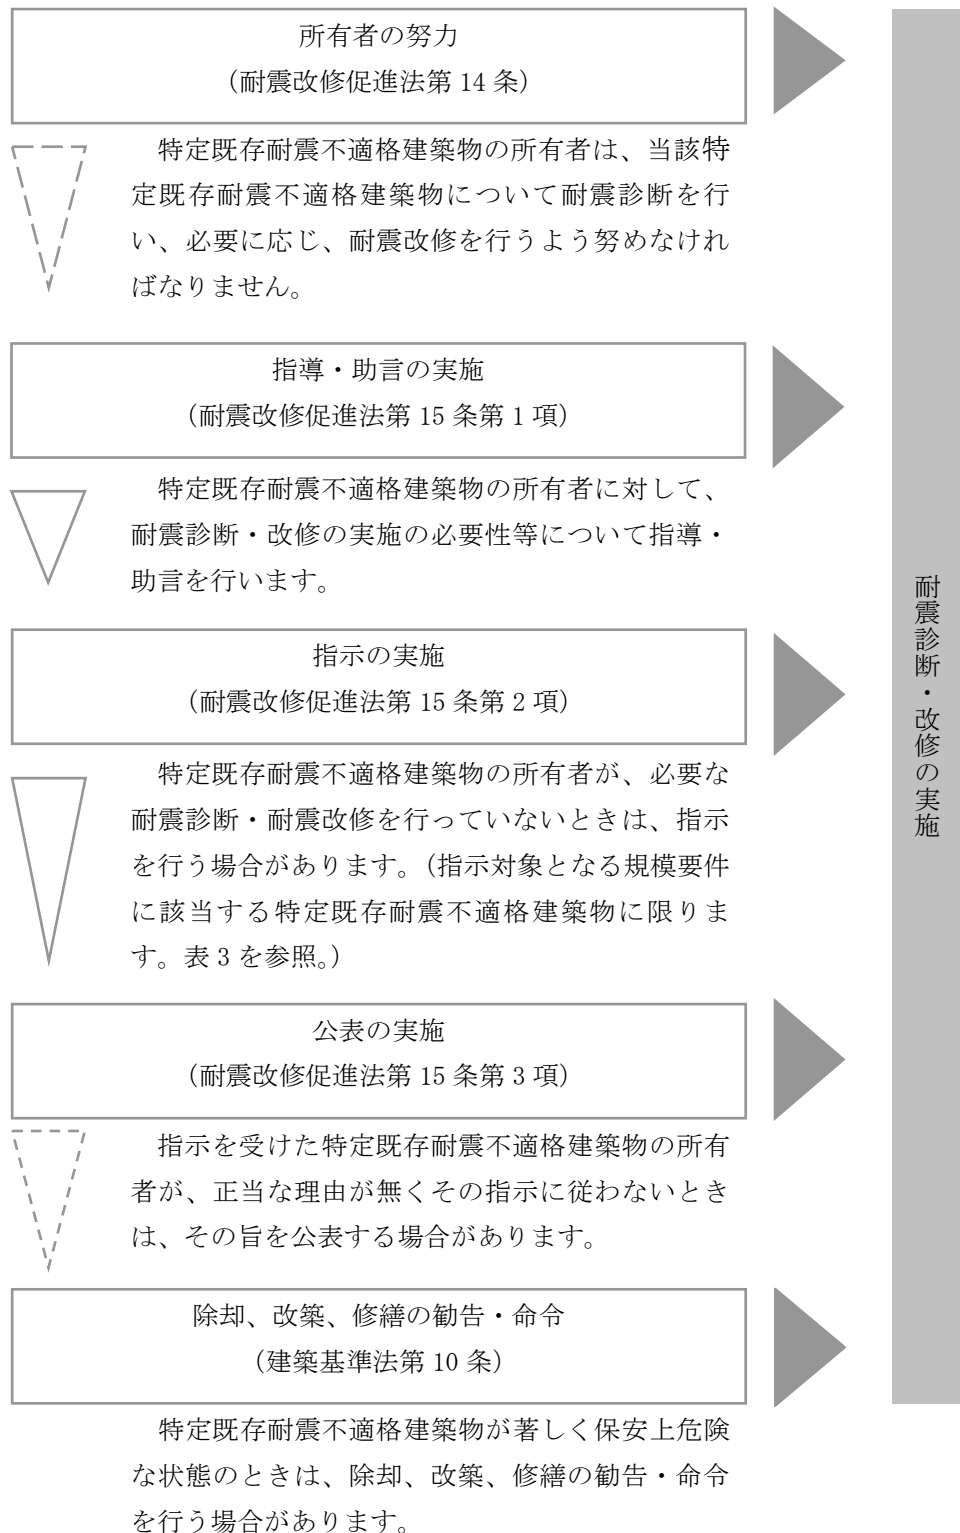 所有者の努力
（耐震改修促進法第 14 条）
特定既存耐震不適格建築物の所有者は、当該特
定既存耐震不適格建築物について耐震診断を行
い、必要に応じ、耐震改修を行うよう努めなけれ
ばなりません。
指導・助言の実施
（耐震改修促進法第 15 条第 1 項）
特定既存耐震不適格建築物の所有者に対して、
耐震診断・改修の実施の必要性等について指導・
助言を行います。
指示の実施
（耐震改修促進法第 15 条第 2 項）
特定既存耐震不適格建築物の所有者が、必要な
耐震診断・耐震改修を行っていないときは、指示
を行う場合があります。（指示対象となる規模要件
に該当する特定既存耐震不適格建築物に限りま
す。表 3 を参照。）
公表の実施
（耐震改修促進法第 15 条第 3 項）
指示を受けた特定既存耐震不適格建築物の所有
者が、正当な理由が無くその指示に従わないとき
は、その旨を公表する場合があります。
除却、改築、修繕の勧告・命令
（建築基準法第 10 条）
特定既存耐震不適格建築物が著しく保安上危険
な状態のときは、除却、改築、修繕の勧告・命令
を行う場合があります。
耐震診断・改修の実施